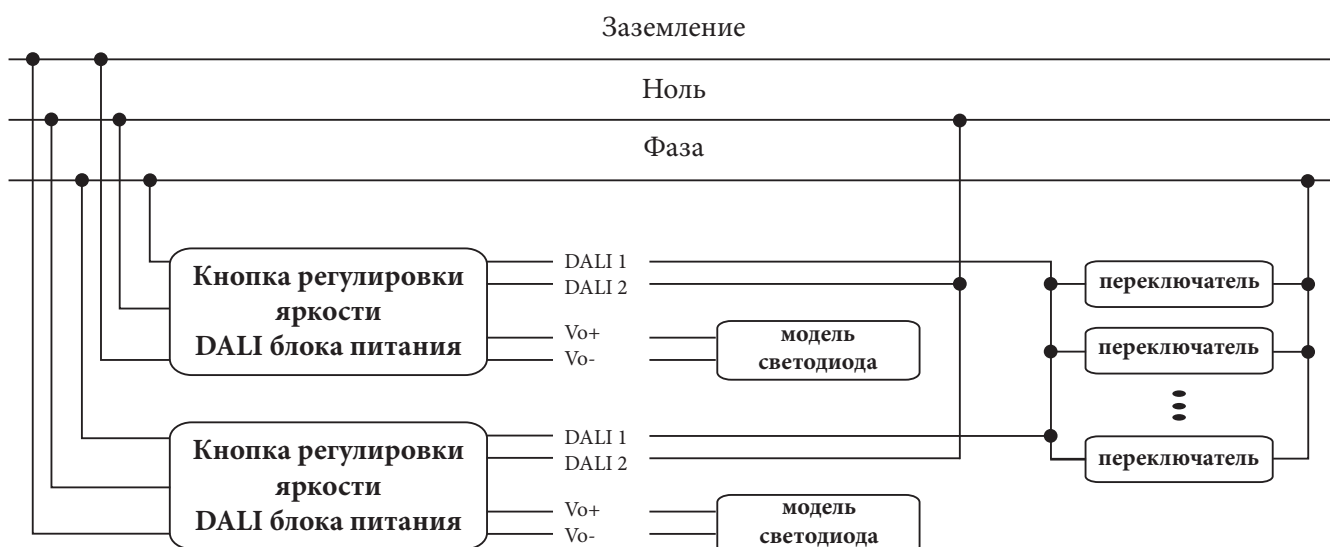 Заземление
Ноль
Фаза
Кнопка регулировки
яркости
DALI блока питания
DALI 1
DALI 2
Vo+
Vo-
модель
светодиода
переключатель
переключатель
переключатель
Кнопка регулировки
яркости
DALI блока питания
DALI 1
DALI 2
Vo+
Vo-
модель
светодиода